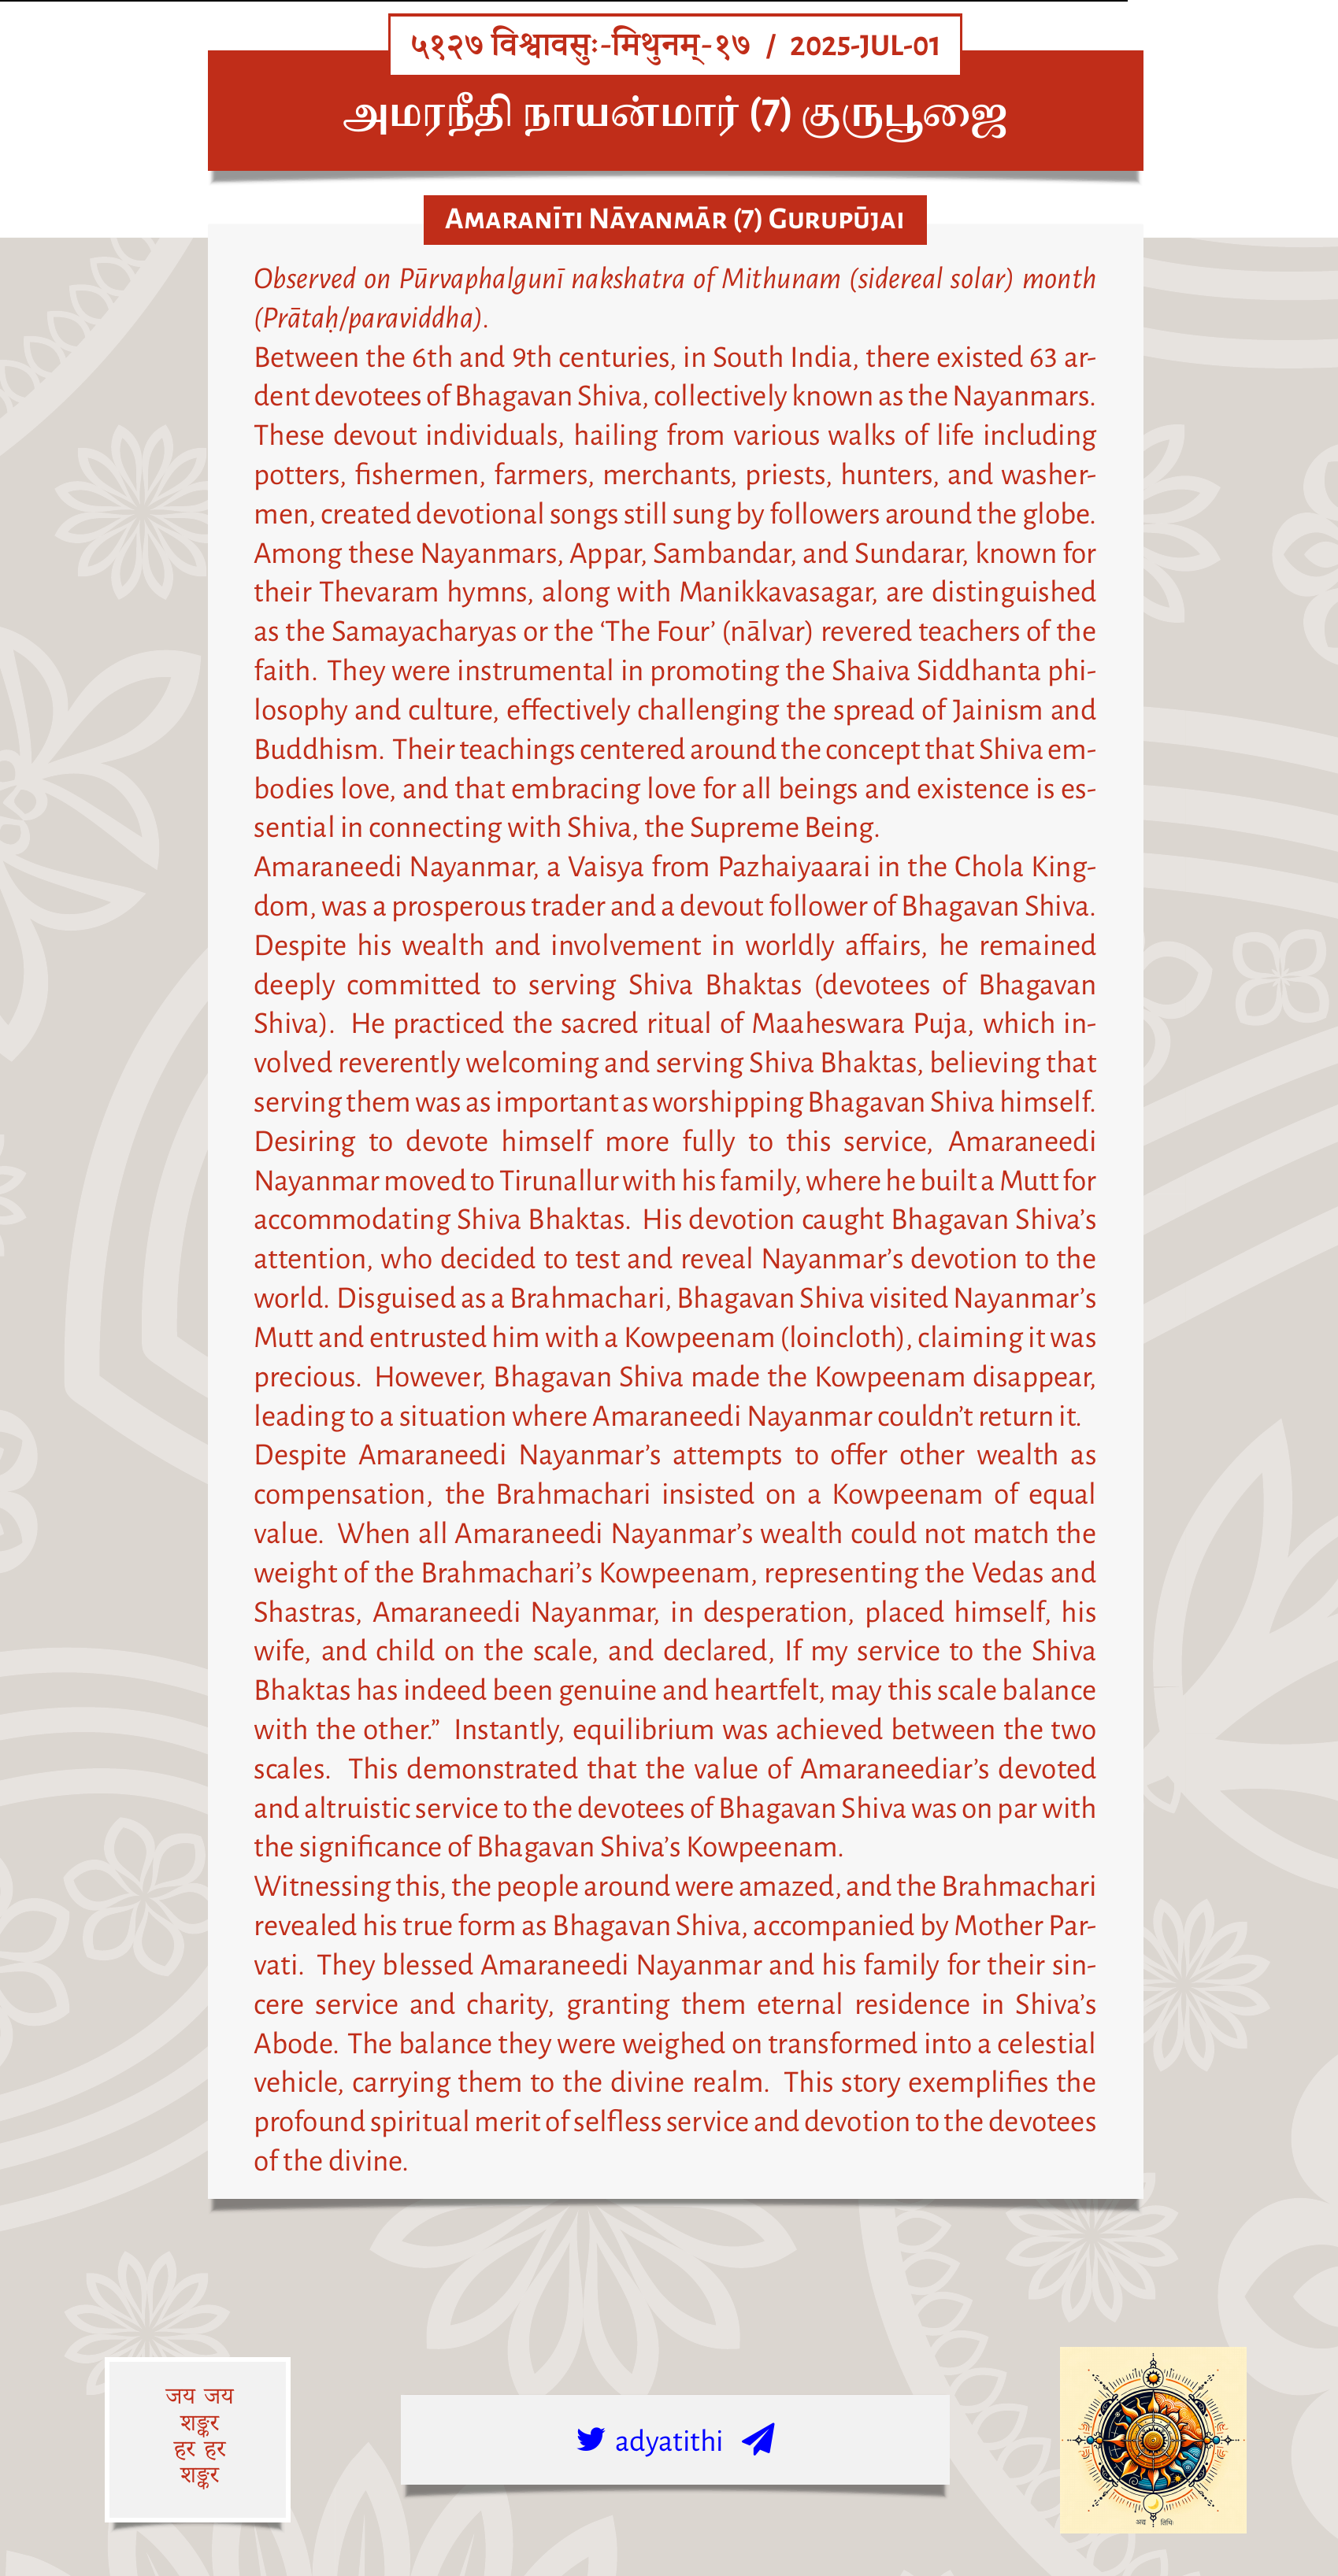 ५१२७ विश्वावसुः-मिथुनम्-१७ / 2025-JUL-01
அமரநீதி நாயன்மார் (7) குருபூஜை
Amaranīti Nāyanmār (7) Gurupūjai
Observed on Pūrvaphalgunī nakshatra of Mithunam (sidereal solar) month
(Prātaḥ/paraviddha).
Between the 6th and 9th centuries, in South India, there existed 63 ar-
dent devotees of Bhagavan Shiva, collectively known as the Nayanmars.
These devout individuals, hailing from various walks of life including
potters, fishermen, farmers, merchants, priests, hunters, and washer-
men, created devotional songs still sung by followers around the globe.
Among these Nayanmars, Appar, Sambandar, and Sundarar, known for
their Thevaram hymns, along with Manikkavasagar, are distinguished
as the Samayacharyas or the ‘The Four’ (nālvar) revered teachers of the
faith. They were instrumental in promoting the Shaiva Siddhanta phi-
losophy and culture, effectively challenging the spread of Jainism and
Buddhism. Their teachings centered around the concept that Shiva em-
bodies love, and that embracing love for all beings and existence is es-
sential in connecting with Shiva, the Supreme Being.
Amaraneedi Nayanmar, a Vaisya from Pazhaiyaarai in the Chola King-
dom, was a prosperous trader and a devout follower of Bhagavan Shiva.
Despite his wealth and involvement in worldly affairs, he remained
deeply committed to serving Shiva Bhaktas (devotees of Bhagavan
Shiva). He practiced the sacred ritual of Maaheswara Puja, which in-
volved reverently welcoming and serving Shiva Bhaktas, believing that
serving them was as important as worshipping Bhagavan Shiva himself.
Desiring to devote himself more fully to this service, Amaraneedi
Nayanmar moved to Tirunallur with his family, where he built a Mutt for
accommodating Shiva Bhaktas. His devotion caught Bhagavan Shiva’s
attention, who decided to test and reveal Nayanmar’s devotion to the
world. Disguised as a Brahmachari, Bhagavan Shiva visited Nayanmar’s
Mutt and entrusted him with a Kowpeenam (loincloth), claiming it was
precious. However, Bhagavan Shiva made the Kowpeenam disappear,
leading to a situation where Amaraneedi Nayanmar couldn’t return it.
Despite Amaraneedi Nayanmar’s attempts to offer other wealth as
compensation, the Brahmachari insisted on a Kowpeenam of equal
value. When all Amaraneedi Nayanmar’s wealth could not match the
weight of the Brahmachari’s Kowpeenam, representing the Vedas and
Shastras, Amaraneedi Nayanmar, in desperation, placed himself, his
wife, and child on the scale, and declared, If my service to the Shiva
Bhaktas has indeed been genuine and heartfelt, may this scale balance
with the other.” Instantly, equilibrium was achieved between the two
scales. This demonstrated that the value of Amaraneediar’s devoted
and altruistic service to the devotees of Bhagavan Shiva was on par with
the significance of Bhagavan Shiva’s Kowpeenam.
Witnessing this, the people around were amazed, and the Brahmachari
revealed his true form as Bhagavan Shiva, accompanied by Mother Par-
vati. They blessed Amaraneedi Nayanmar and his family for their sin-
cere service and charity, granting them eternal residence in Shiva’s
Abode. The balance they were weighed on transformed into a celestial
vehicle, carrying them to the divine realm. This story exemplifies the
profound spiritual merit of selfless service and devotion to the devotees
of the divine.
जय जय
शङ्कर
हर हर
शङ्कर
adyatithi